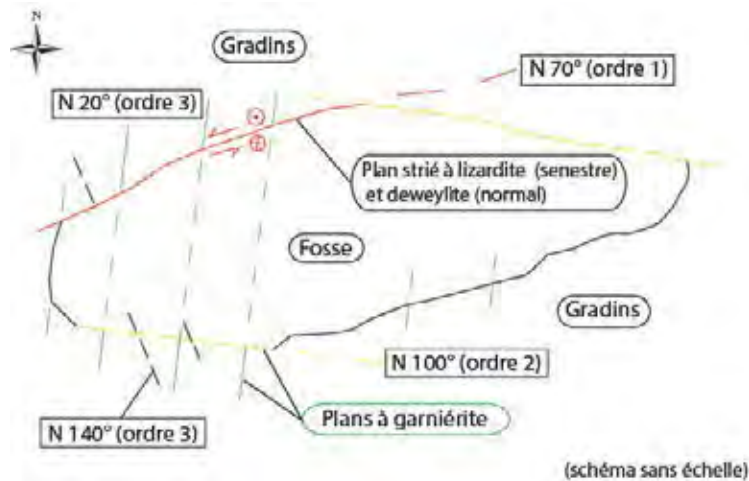 N
Gradins
N 70° (ordre 1)
N 20° (ordre 3)
Plan strié à lizardite (senestre)
et deweylite (normal)
Fosse
Gradins
N 100° (ordre 2)
Plans à garniérite
N 140° (ordre 3)
(schéma sans échelle)